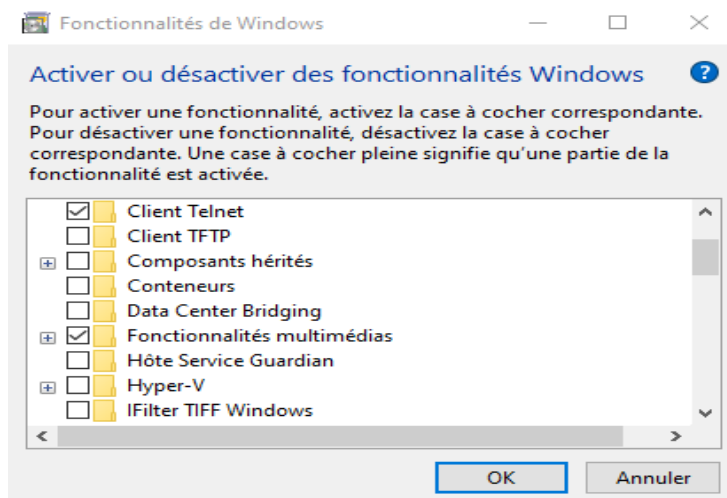 Fonctionnalités de Windows
Activer ou désactiver des fonctionnalités Windows
Pour activer une fonctionnalité, activez la case à cocher correspondante.
Pour désactiver une fonctionnalité, désactivez la case à cocher
correspondante. Une case à cocher pleine signifie qu'une partie de la
fonctionnalité est activée.
Client Telnet
Client TFTP
Composants hérités
Conteneurs
Data Center Bridging
Fonctionnalités multimédias
Hôte Service Guardian
Hyper-V
IFilter TIFF Windows
OK
Annuler